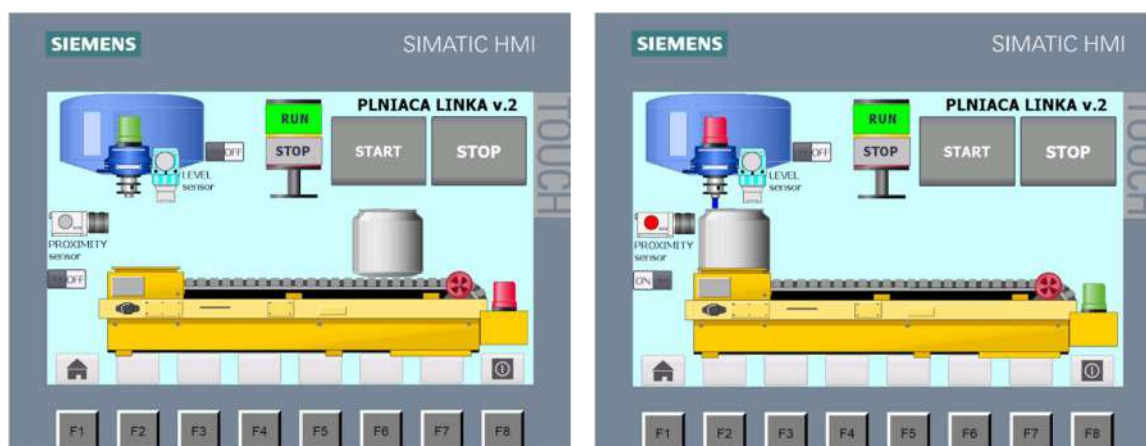 SIEMENS
SIMATIC HMI
TOUCH
PLNIACA LINKA v.2
RUN
STOP
START
STOP
OFF
LEVEL
sensor
PROXIMITY
sensor
OFF
F1
F2
F3
F4
F5
F6
F7
F8
SIEMENS
SIMATIC HMI
TOUCH
PLNIACA LINKA v.2
RUN
STOP
START
STOP
OFF
LEVEL
sensor
PROXIMITY
sensor
ON
F1
F2
F3
F4
F5
F6
F7
F8